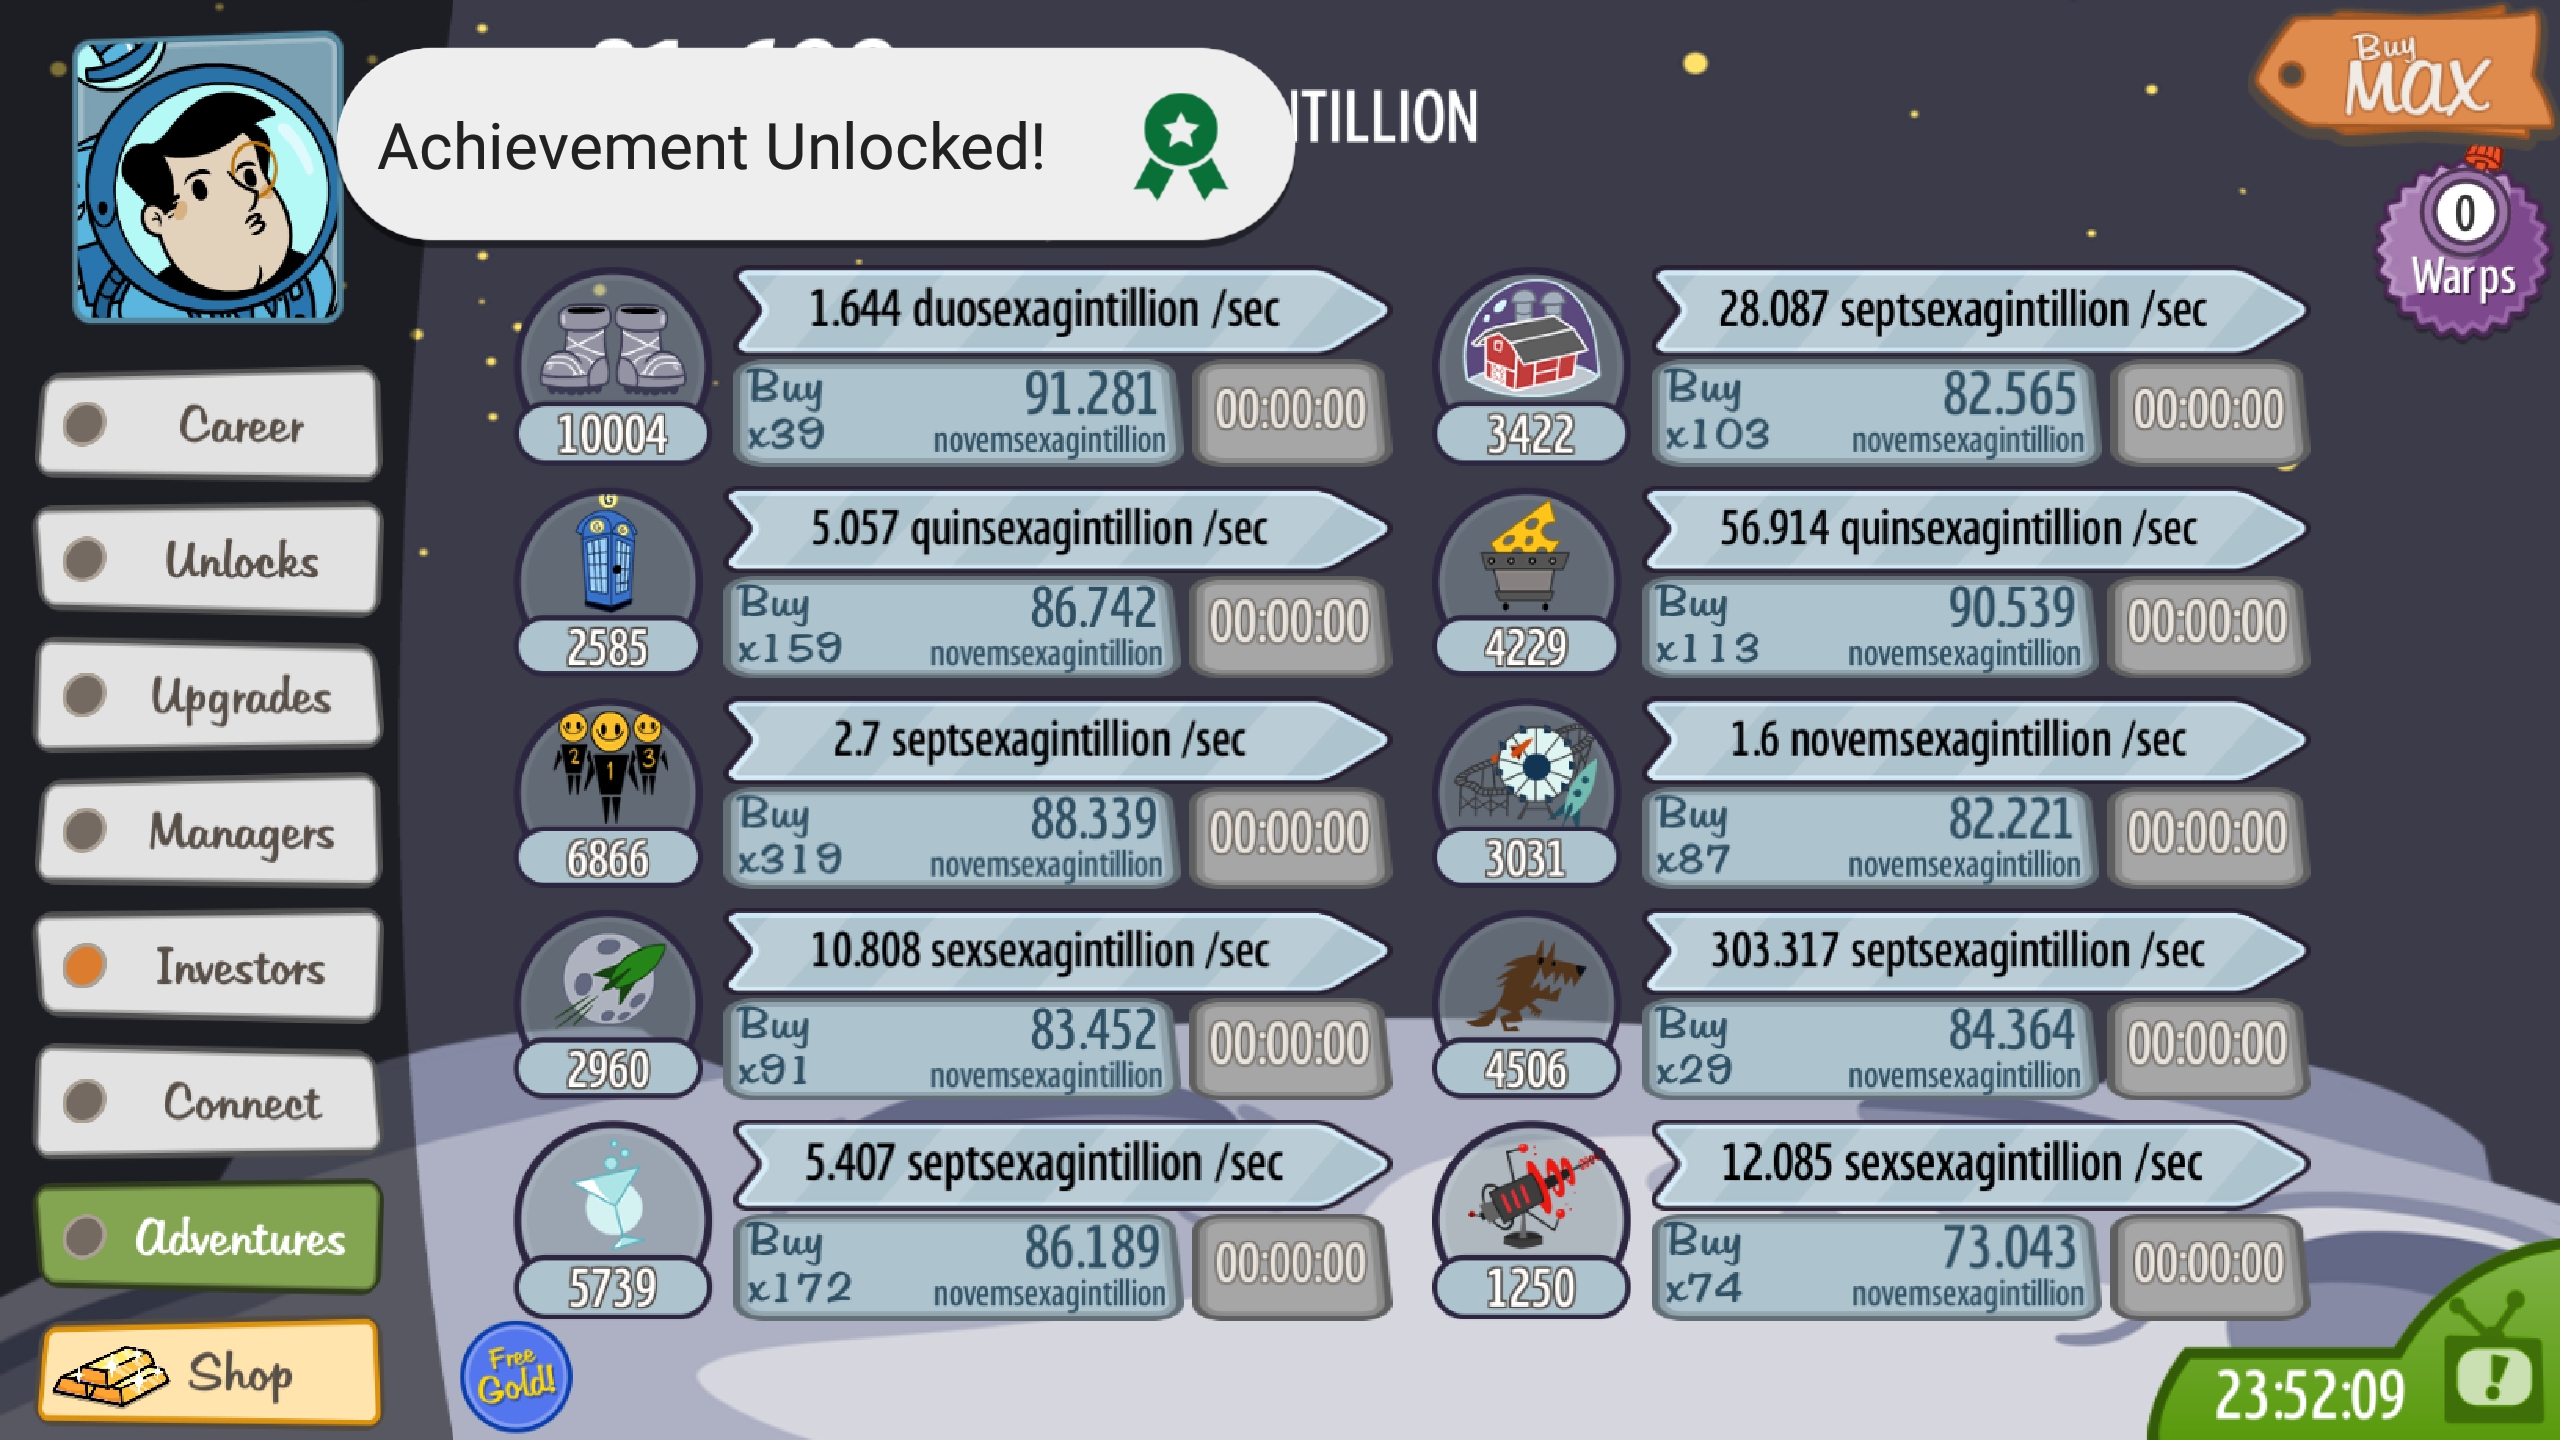 Achievement Unlocked!
Buy
MAX
0
Warps
Career
Unlocks
Upgrades
Managers
Investors
Connect
Adventures
Shop
1.644 duosexagintillion /sec
Buy
x39
91.281
novemsexagintillion
00:00:00
10004
28.087 septsexagintillion /sec
Buy
x103
82.565
novemsexagintillion
00:00:00
3422
5.057 quinsexagintillion /sec
Buy
x159
86.742
novemsexagintillion
00:00:00
2585
56.914 quinsexagintillion /sec
Buy
x113
90.539
novemsexagintillion
00:00:00
4229
2
1
3
2.7 septsexagintillion /sec
Buy
x319
88.339
novemsexagintillion
00:00:00
6866
1.6 novemsexagintillion /sec
Buy
x87
82.221
novemsexagintillion
00:00:00
3031
10.808 sexsexagintillion /sec
Buy
x91
83.452
novemsexagintillion
00:00:00
2960
303.317 septsexagintillion /sec
Buy
x29
84.364
novemsexagintillion
00:00:00
4506
5.407 septsexagintillion /sec
Buy
x172
86.189
novemsexagintillion
00:00:00
5739
12.085 sexsexagintillion /sec
Buy
x74
73.043
novemsexagintillion
00:00:00
1250
Free
Gold!
23:52:09